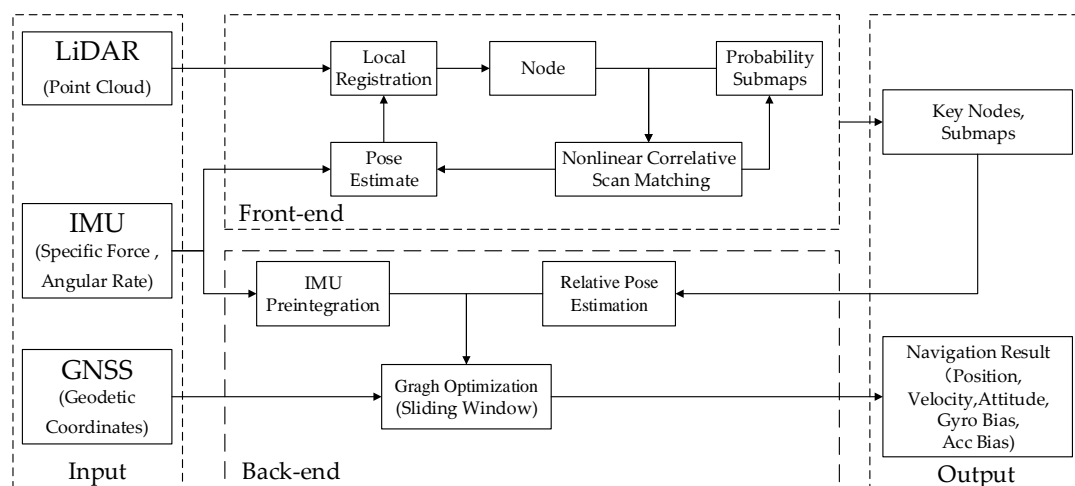 LiDAR
(Point Cloud)
IMU
(Specific Force ,
Angular Rate)
GNSS
(Geodetic
Coordinates)
Input
Local
Registration
Node
Probability
Submaps
Pose
Estimate
Nonlinear Correlative
Scan Matching
Front-end
IMU
Preintegration
Relative Pose
Estimation
Gragh Optimization
(Sliding Window)
Back-end
Key Nodes,
Submaps
Navigation Result
(Position,
Velocity,Attitude,
Gyro Bias,
Acc Bias)
Output